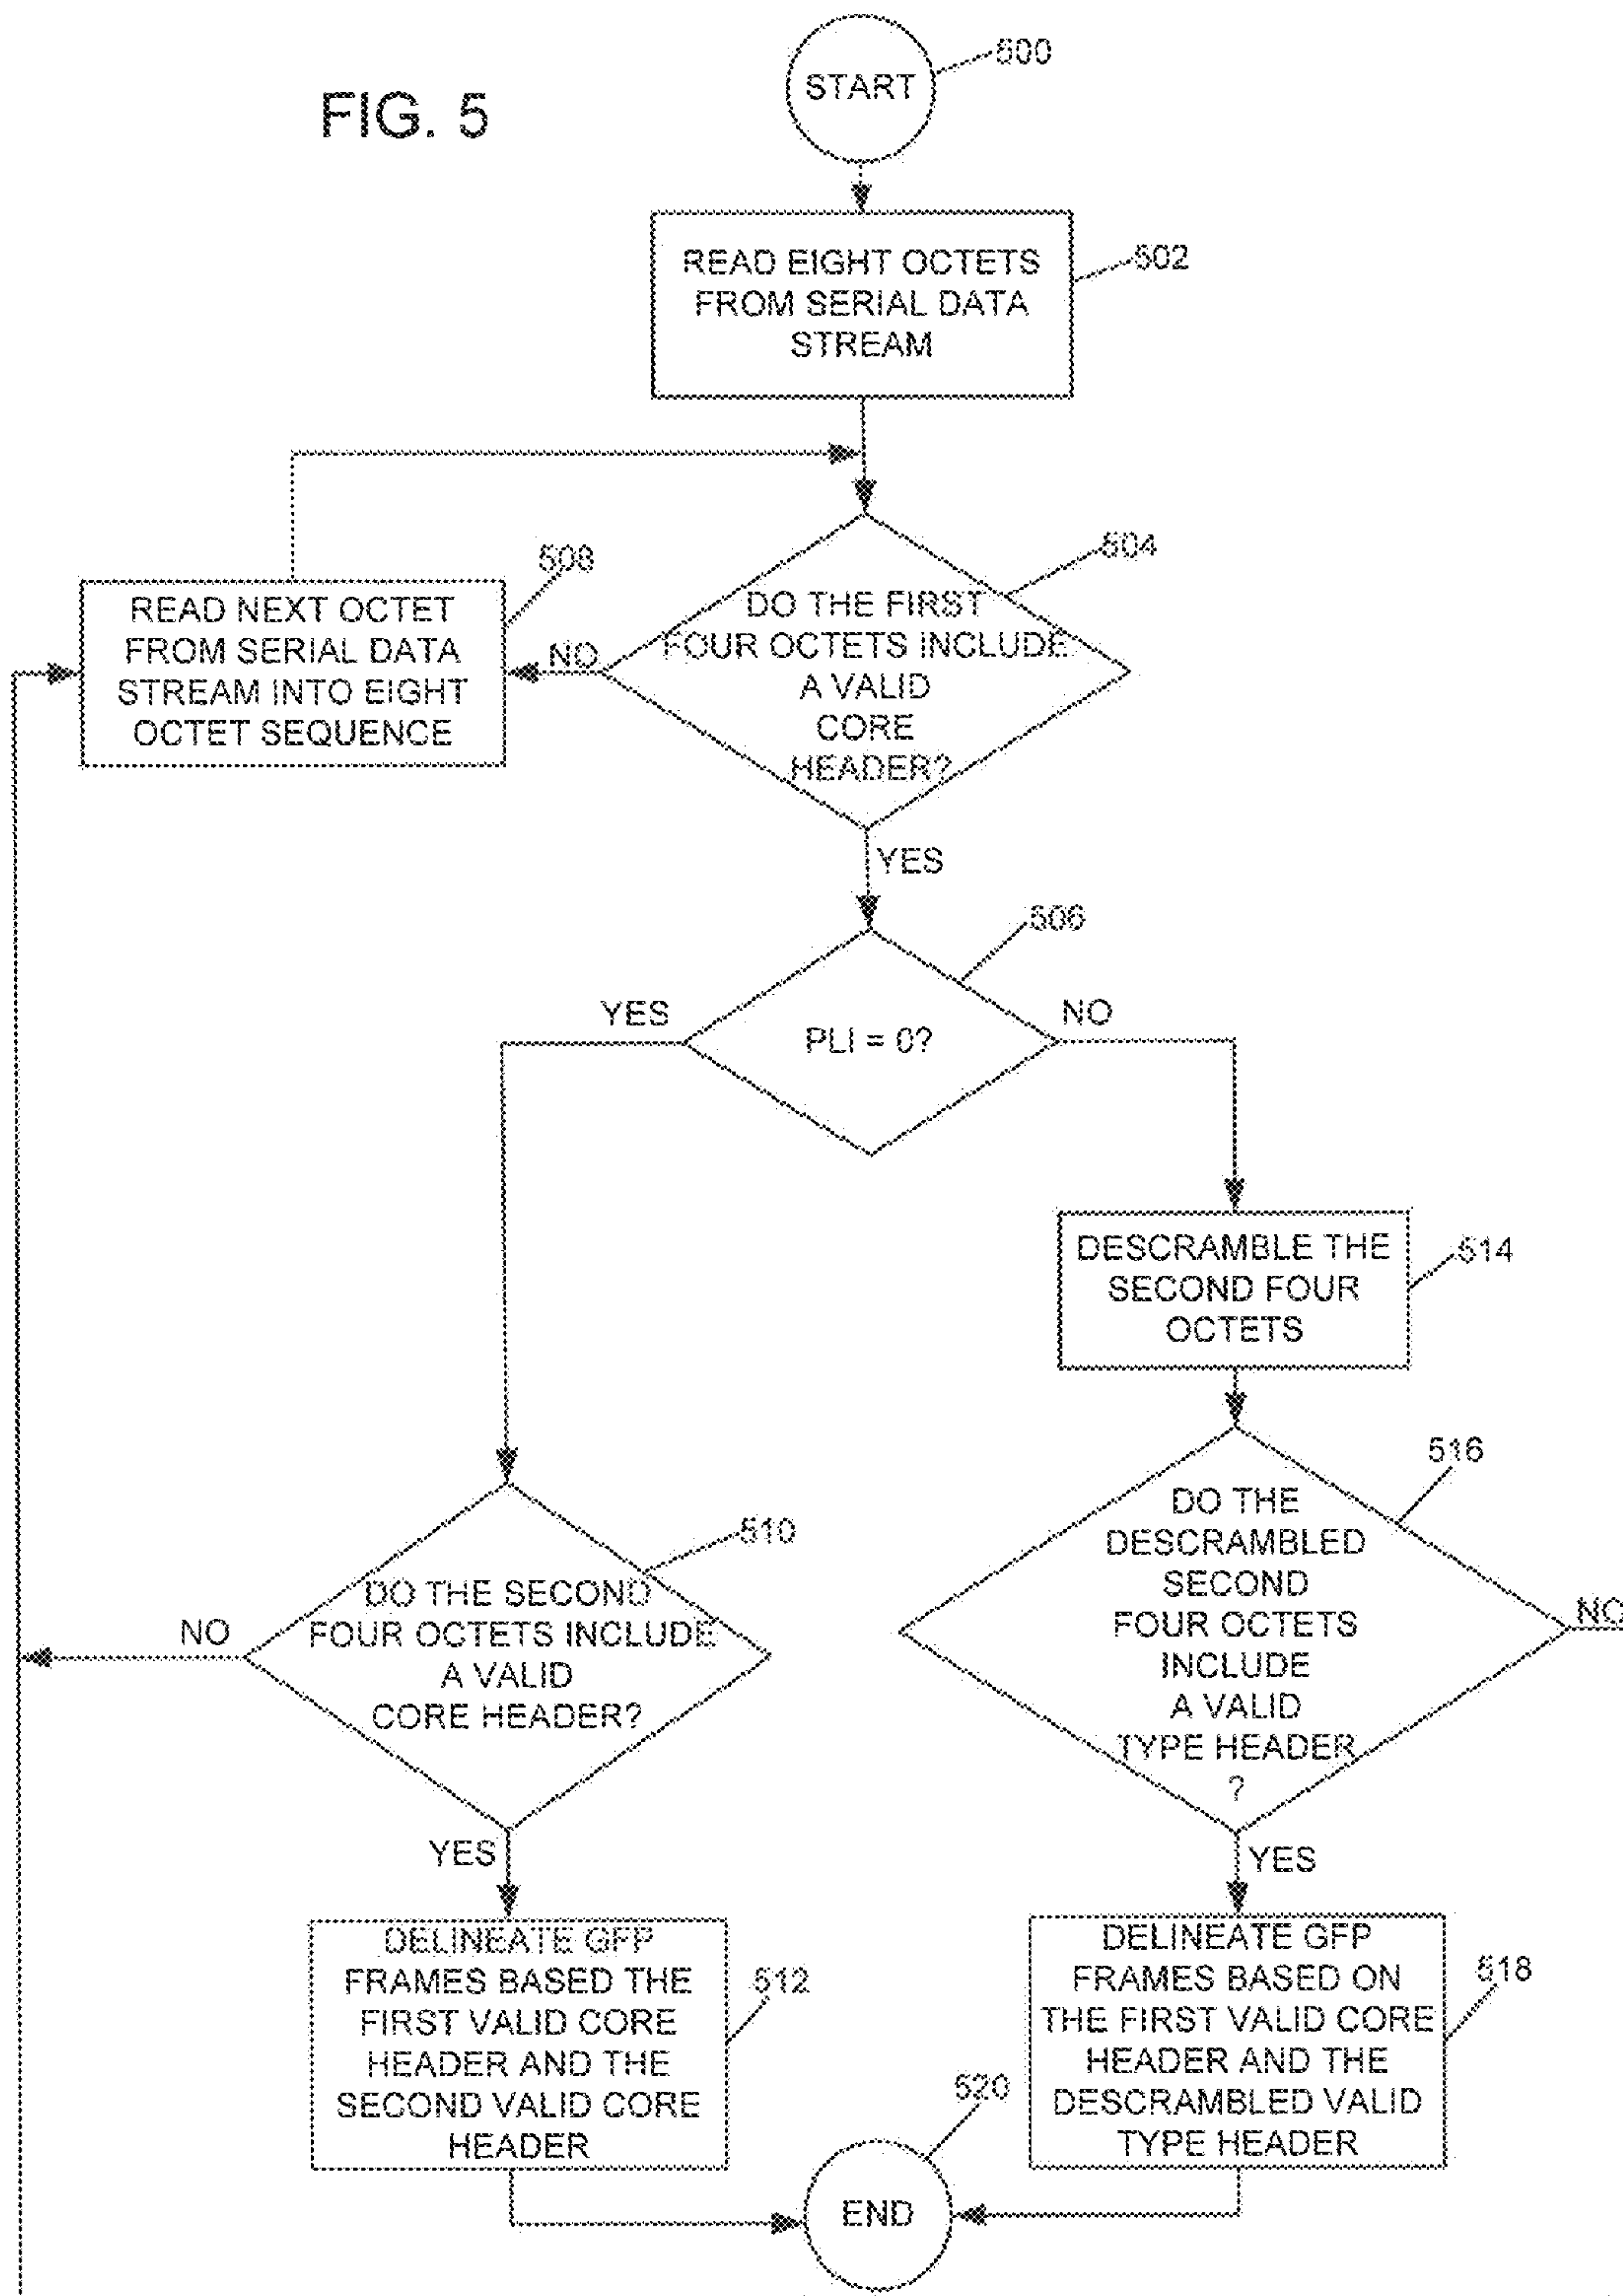 FIG. 5
START
500
READ EIGHT OCTETS
FROM SERIAL DATA
STREAM
502
508
READ NEXT OCTET
FROM SERIAL DATA
STREAM INTO EIGHT
OCTET SEQUENCE
NO
504
DO THE FIRST
FOUR OCTETS INCLUDE
A VALID
CORE
HEADER?
YES
506
YES
PLI = 0?
NO
DESCRAMBLE THE
SECOND FOUR
OCTETS
514
516
DO THE
DESCRAMBLED
SECOND
FOUR OCTETS
INCLUDE
A VALID
TYPE HEADER
?
NO
510
DO THE SECOND
FOUR OCTETS INCLUDE
A VALID
CORE HEADER?
NO
YES
YES
DELINEATE GFP
FRAMES BASED THE
FIRST VALID CORE
HEADER AND THE
SECOND VALID CORE
HEADER
512
DELINEATE GFP
FRAMES BASED ON
THE FIRST VALID CORE
HEADER AND THE
DESCRAMBLED VALID
TYPE HEADER
518
520
END